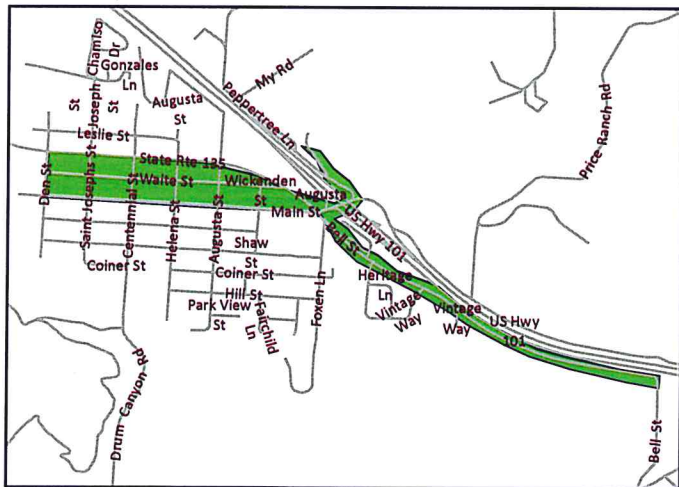 Chamiso
Dr
Gonzales
Ln
Joseph
St
St
Augusta
St
Leslie St
My Rd
Peppertree Ln
Price-Ranch-Rd
State Rte 135
Waite St
Wickenden
St
Augusta
Main St
US Hwy 101
Den St
Saint Josephs St
Centennial St
Helena St
Augusta St
Bell St
Shaw
St
Coiner St
Coiner St
Heritage
Ln
Hill St
Park View
St
Fairchild
Ln
Foxen Ln
Vintage
Way
Vintage
Way
US Hwy
101
Drum Canyon Rd
Bell St